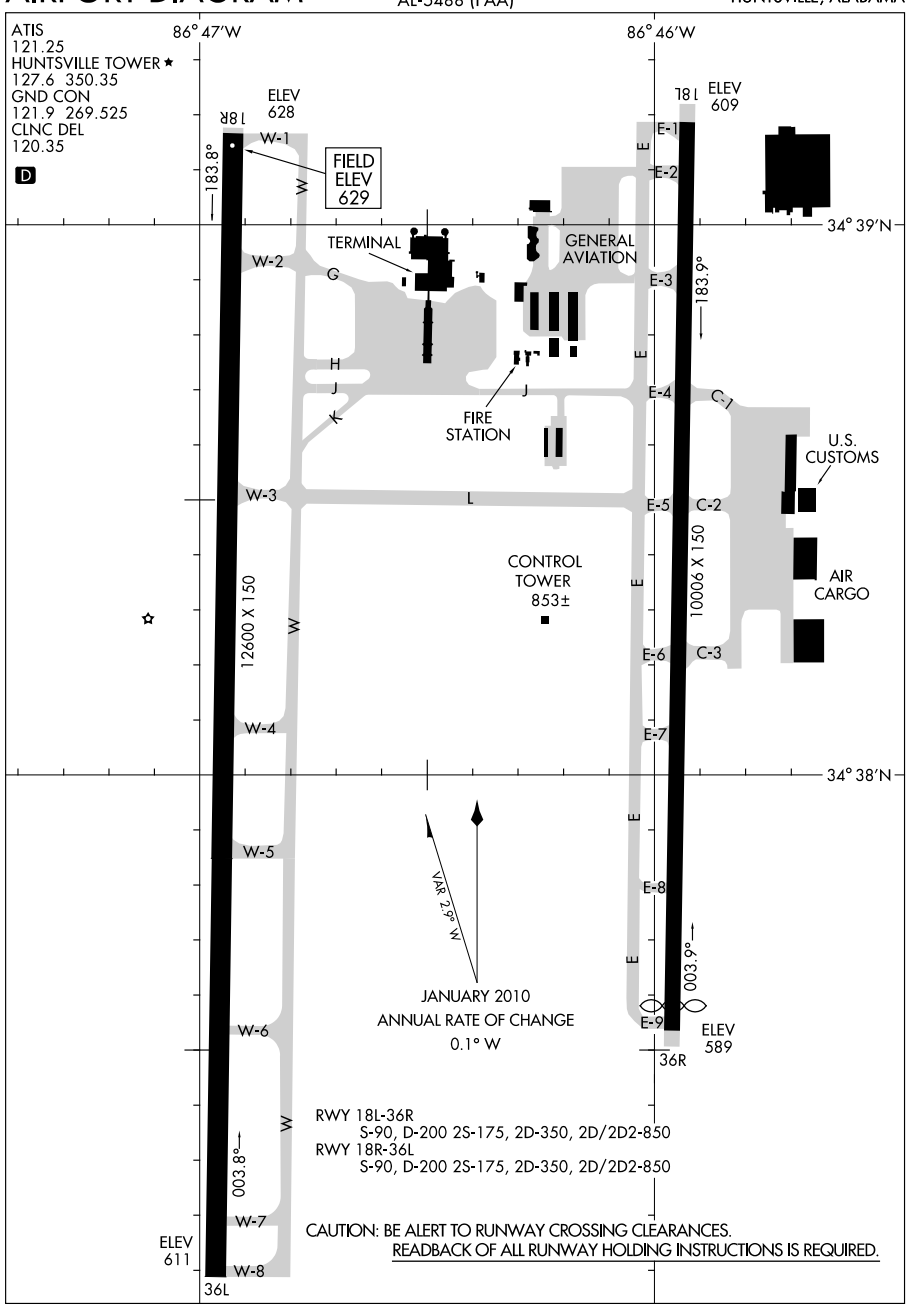 AIRPORT DIAGRAM
AL-5488 (FAA)
HUNTSVILLE, ALABAMA
ATIS
121.25
HUNTSVILLE TOWER ★
127.6 350.35
GND CON
121.9 269.525
CLNC DEL
120.35
D
86°47'W
86°46'W
18R
ELEV
628
18L
ELEV
609
W-1
E-1
E
183.8°
W
FIELD
ELEV
629
E-2
34°39'N
TERMINAL
GENERAL
AVIATION
W-2
G
E-3
183.9°
E
H
J
J
E-4
C-1
K
FIRE
STATION
U.S.
CUSTOMS
W-3
L
E-5
C-2
12600 X 150
10006 X 150
CONTROL
TOWER
853±
E
AIR
CARGO
W
E-6
C-3
W-4
E-7
34°38'N
E
W-5
VAR 2.9° W
E-8
E
003.9°
JANUARY 2010
ANNUAL RATE OF CHANGE
0.1° W
W-6
E-9
ELEV
589
36R
W
RWY 18L-36R
S-90, D-200 2S-175, 2D-350, 2D/2D2-850
RWY 18R-36L
S-90, D-200 2S-175, 2D-350, 2D/2D2-850
003.8°
W-7
CAUTION: BE ALERT TO RUNWAY CROSSING CLEARANCES.
READBACK OF ALL RUNWAY HOLDING INSTRUCTIONS IS REQUIRED.
ELEV
611
W-8
36L